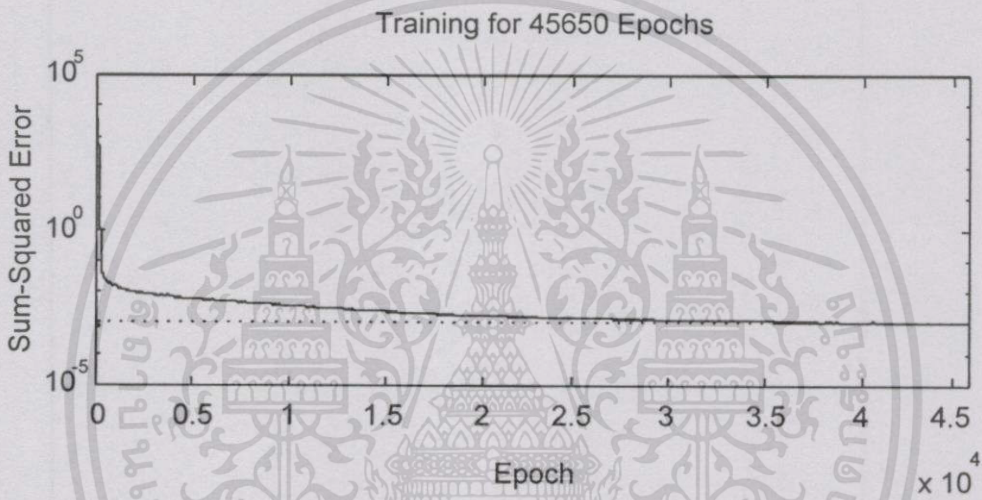 Training for 45650 Epochs
Sum-Squared Error
10^5
10^0
10^-5
0 0.5 1 1.5 2 2.5 3 3.5 4 4.5
Epoch
x 10^4